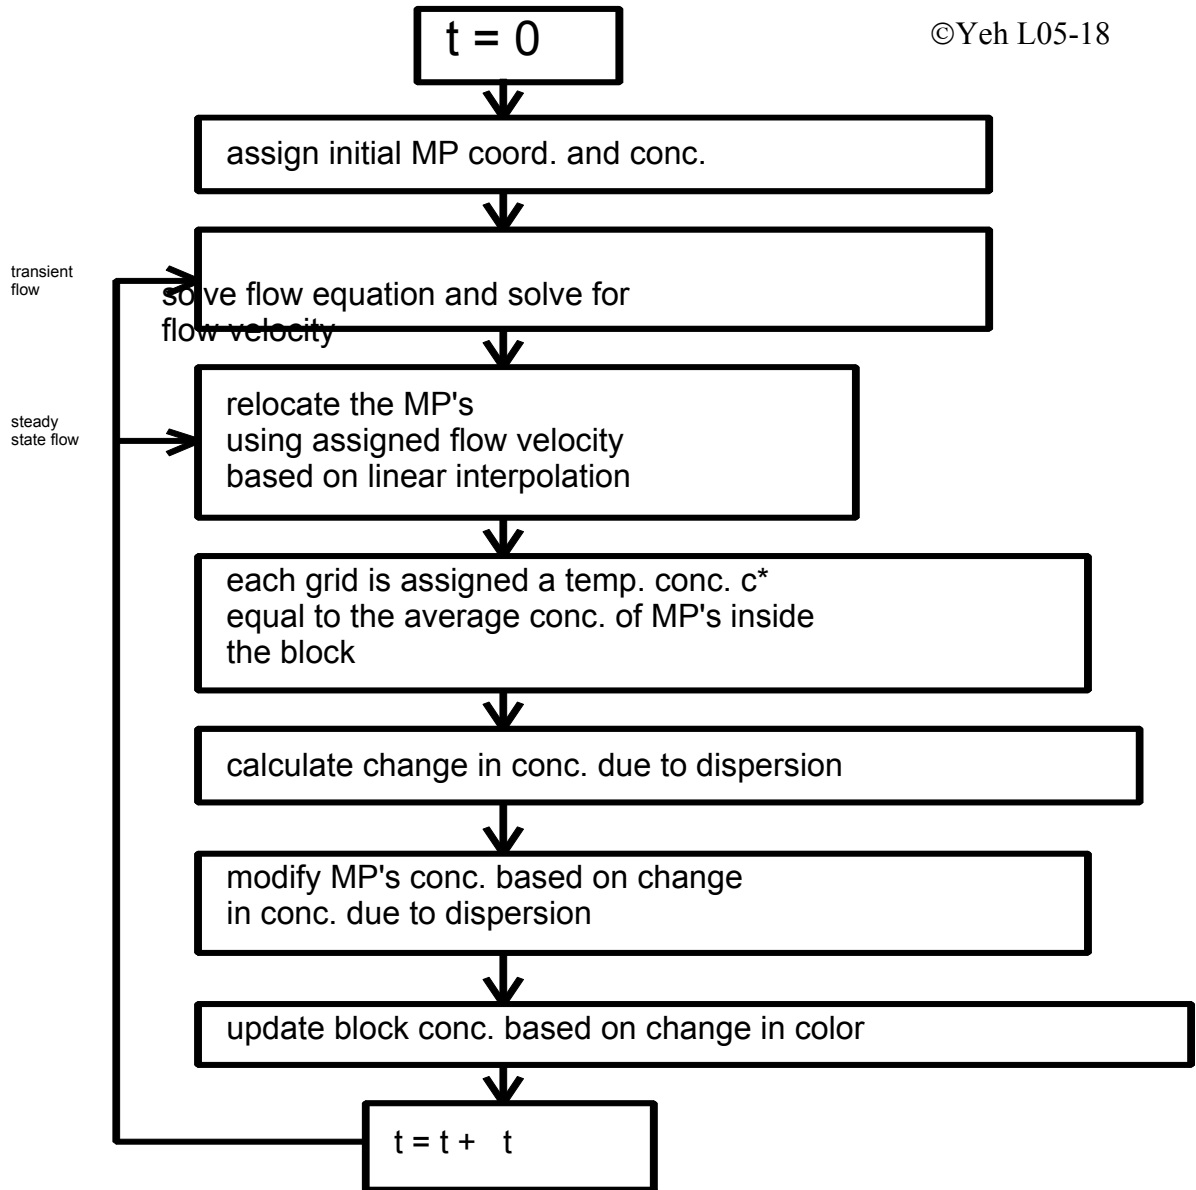 t = 0
©Yeh L05-18
assign initial MP coord. and conc.
transient
flow
solve flow equation and solve for
flow velocity
relocate the MP's
using assigned flow velocity
based on linear interpolation
steady
state flow
each grid is assigned a temp. conc. c*
equal to the average conc. of MP's inside
the block
calculate change in conc. due to dispersion
modify MP's conc. based on change
in conc. due to dispersion
update block conc. based on change in color
t = t +   t